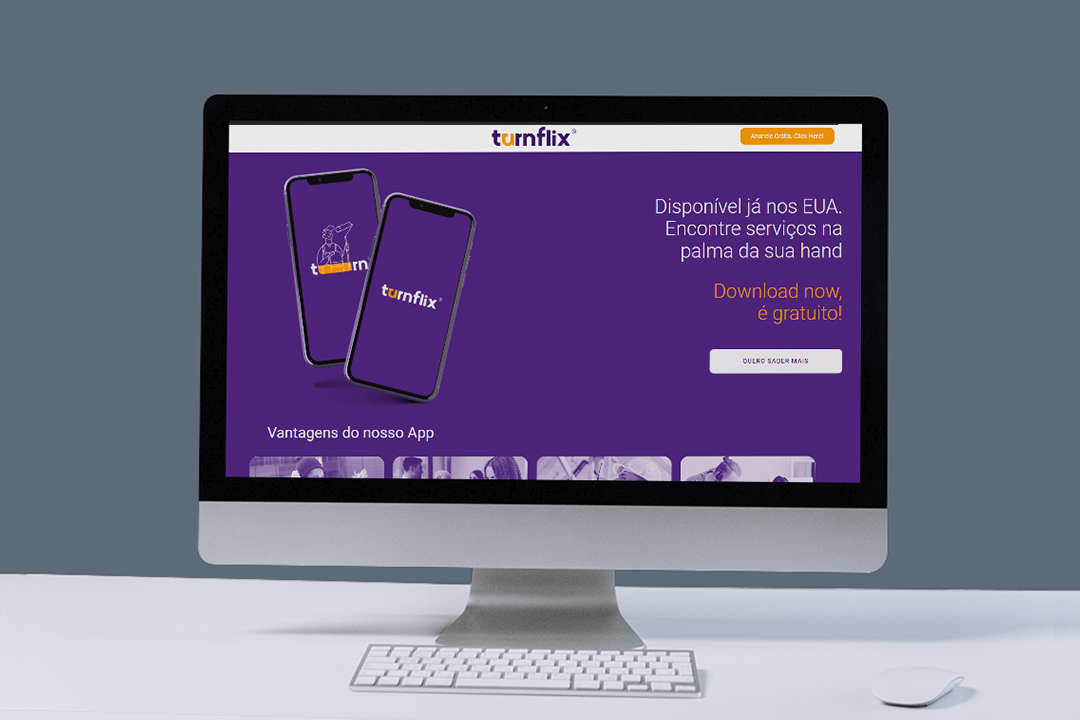 turnflix®
Anuncie Grátis. Click Here!
Disponível já nos EUA.
Encontre serviços na
palma da sua hand
Download now,
é gratuito!
QUERO SABER MAIS
turn
turnflix®
Vantagens do nosso App